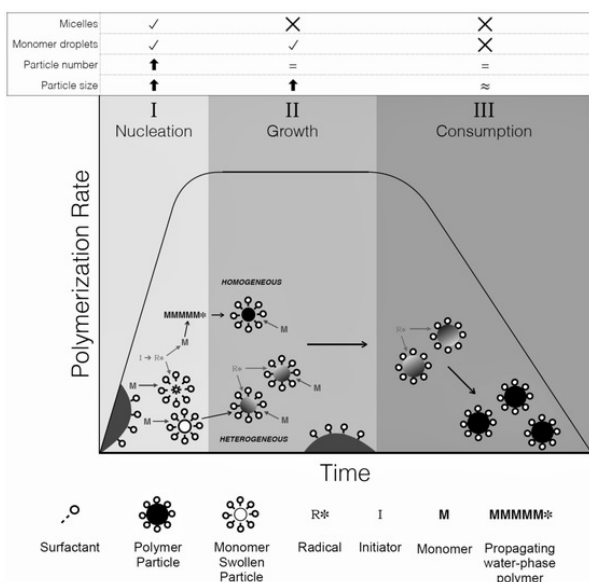 Micelles ✓ ✕ ✕
Monomer droplets ✓ ✓ ✕
Particle number ⬆ = =
Particle size ⬆ ⬆ ≈
I II III
Nucleation Growth Consumption
Polymerization Rate
HOMOGENEOUS
MMMMM*
M
M
I → R*
R*
R*
M
M
M
M
HETEROGENEOUS
Time
R* I M MMMMM*
Surfactant Polymer Particle Monomer Swollen Particle Radical Initiator Monomer Propagating water-phase polymer